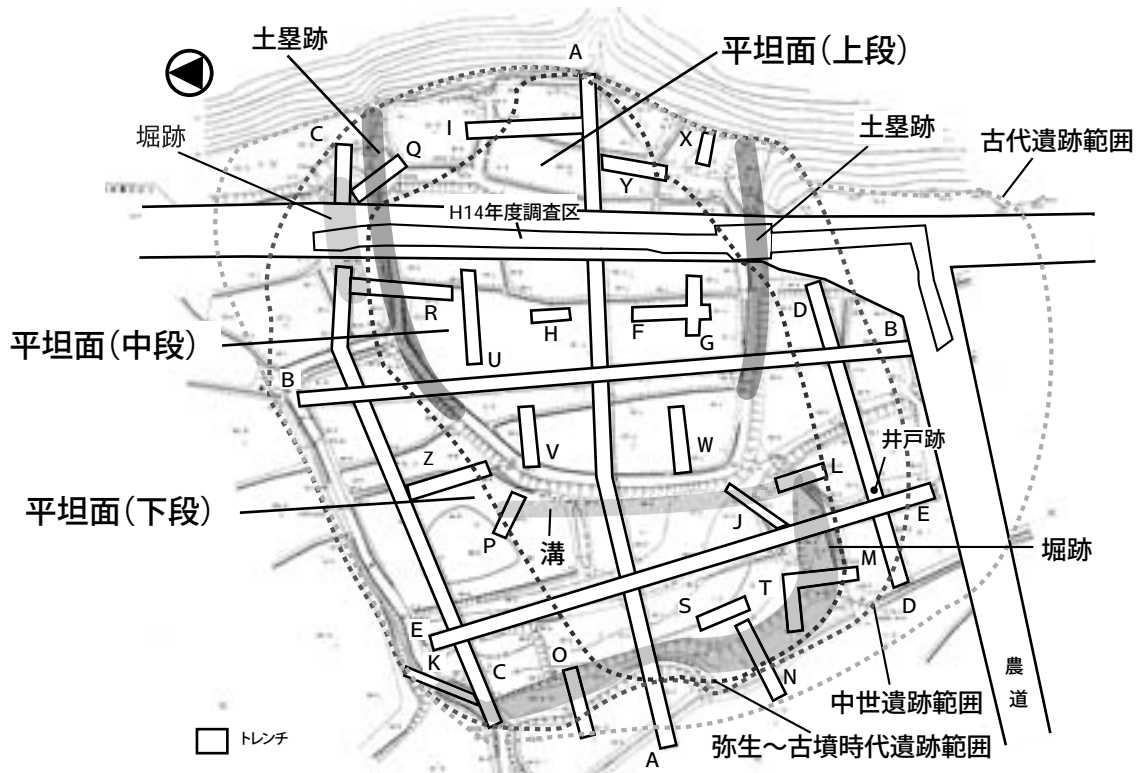 土塁跡
A
平坦面（上段）
堀跡
C
Q
I
X
土塁跡
古代遺跡範囲
Y
H14年度調査区
R
U
H
F
G
D
B
平坦面（中段）
B
V
W
Z
L
井戸跡
平坦面（下段）
P
溝
J
E
堀跡
M
T
S
D
E
K
C
O
N
農道
中世遺跡範囲
トレンチ
A
弥生～古墳時代遺跡範囲